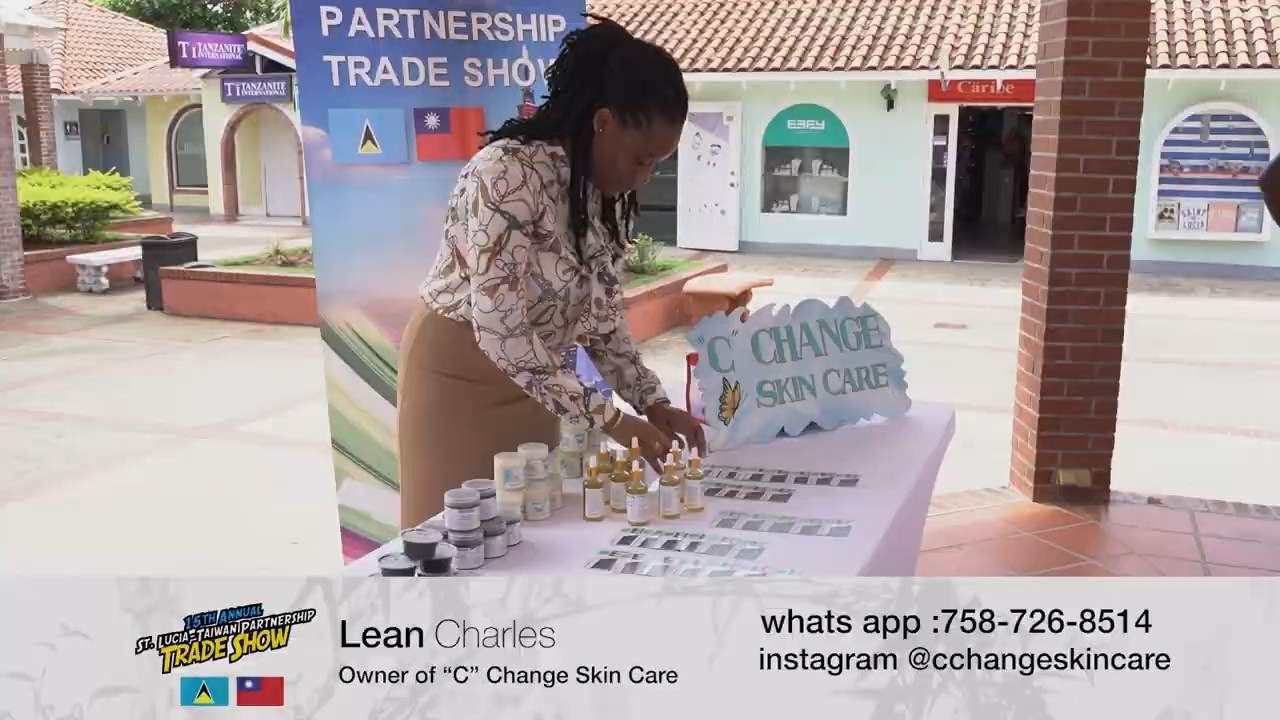 PARTNERSHIP
TRADE SHOW
TANZANITE
INTERNATIONAL
TANZANITE
INTERNATIONAL
EFFY
Caribe
"C" CHANGE
SKIN CARE
15TH ANNUAL
ST. LUCIA-TAIWAN PARTNERSHIP
TRADE SHOW
Lean Charles
Owner of “C” Change Skin Care
whats app :758-726-8514
instagram @cchangeskincare